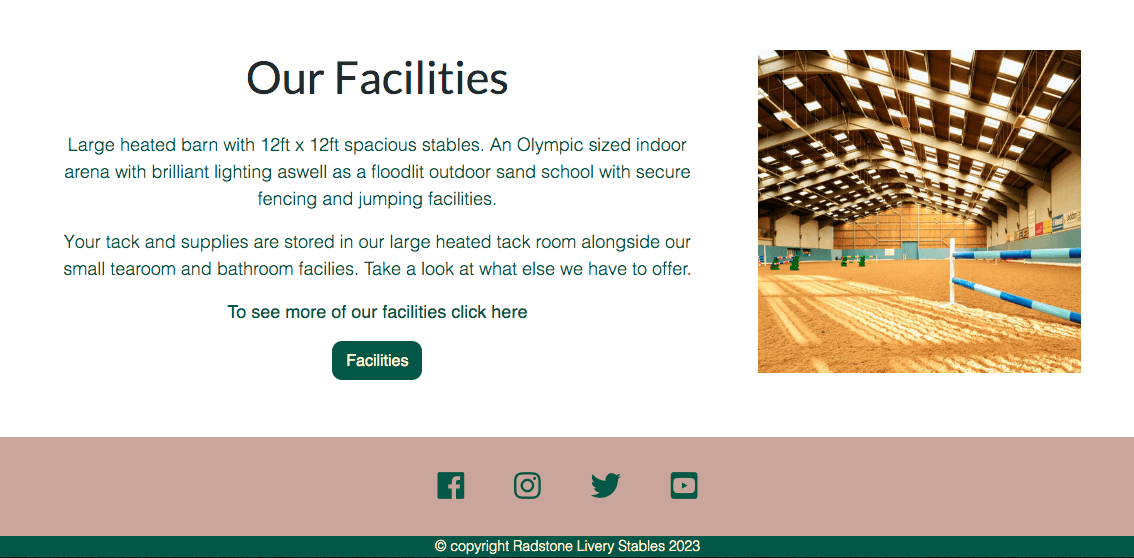 Our Facilities
Large heated barn with 12ft x 12ft spacious stables. An Olympic sized indoor
arena with brilliant lighting aswell as a floodlit outdoor sand school with secure
fencing and jumping facilities.
Your tack and supplies are stored in our large heated tack room alongside our
small tearoom and bathroom facilies. Take a look at what else we have to offer.
To see more of our facilities click here
Facilities
© copyright Radstone Livery Stables 2023